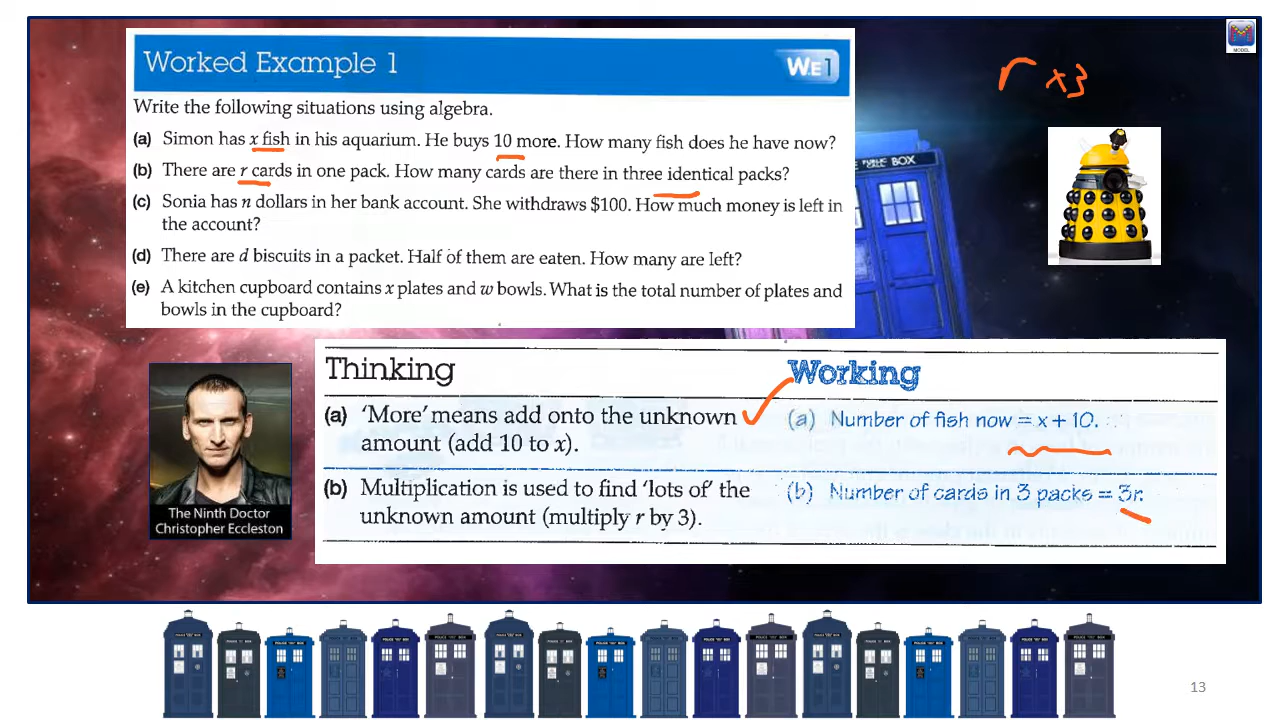 Worked Example 1
W.E1
Write the following situations using algebra.
(a) Simon has x fish in his aquarium. He buys 10 more. How many fish does he have now?
(b) There are r cards in one pack. How many cards are there in three identical packs?
(c) Sonia has n dollars in her bank account. She withdraws $100. How much money is left in
the account?
(d) There are d biscuits in a packet. Half of them are eaten. How many are left?
(e) A kitchen cupboard contains x plates and w bowls. What is the total number of plates and
bowls in the cupboard?
r ×3
MODEL
PUBLIC BOX
Thinking
Working
(a) 'More' means add onto the unknown
amount (add 10 to x).
(a) Number of fish now = x + 10.
(b) Multiplication is used to find 'lots of' the
unknown amount (multiply r by 3).
(b) Number of cards in 3 packs = 3r.
The Ninth Doctor
Christopher Eccleston
13